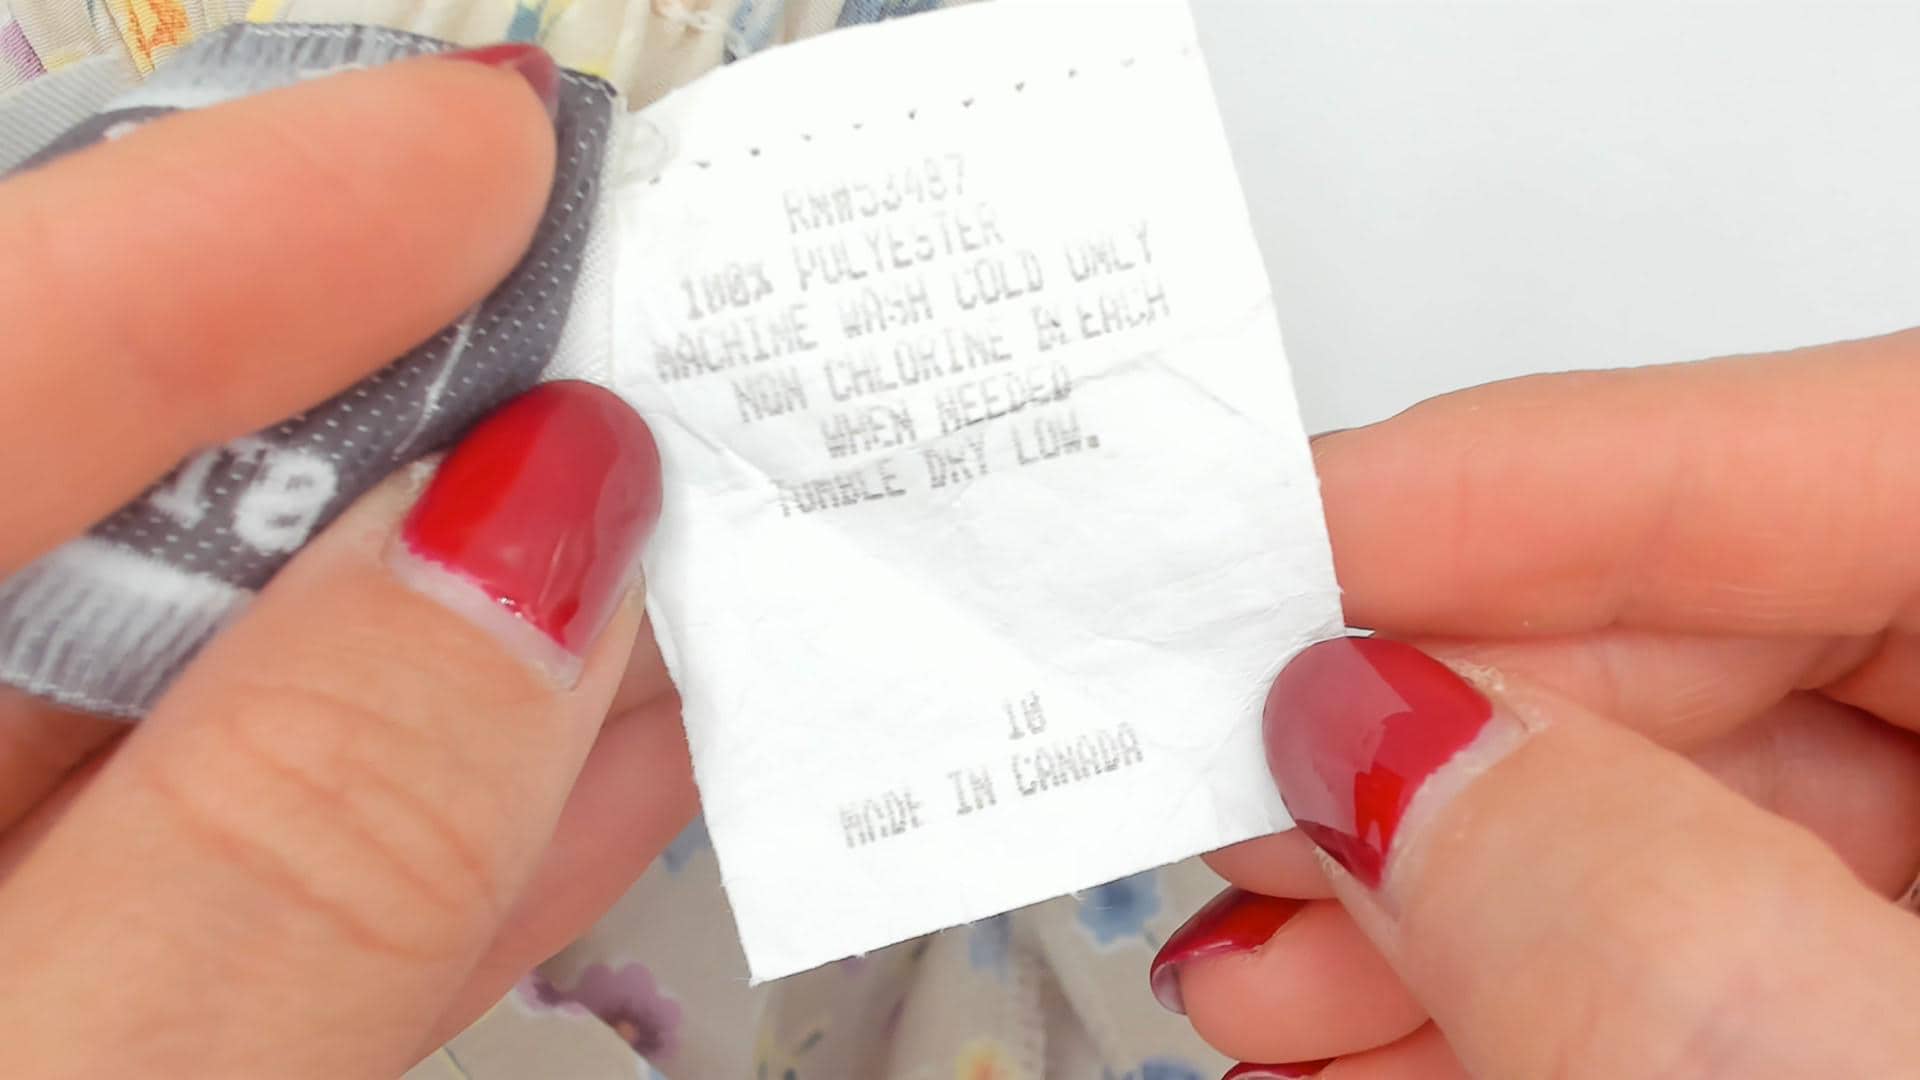 RN#53487
100% POLYESTER
MACHINE WASH COLD ONLY
NON CHLORINE BLEACH
WHEN NEEDED
TUMBLE DRY LOW.
10
MADE IN CANADA